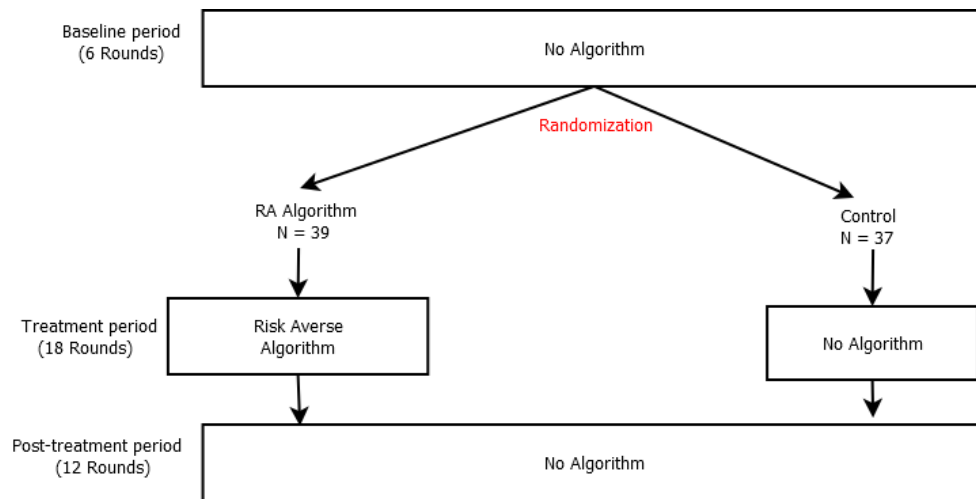 Baseline period
(6 Rounds)
No Algorithm
Randomization
RA Algorithm
N = 39
Control
N = 37
Treatment period
(18 Rounds)
Risk Averse
Algorithm
No Algorithm
Post-treatment period
(12 Rounds)
No Algorithm